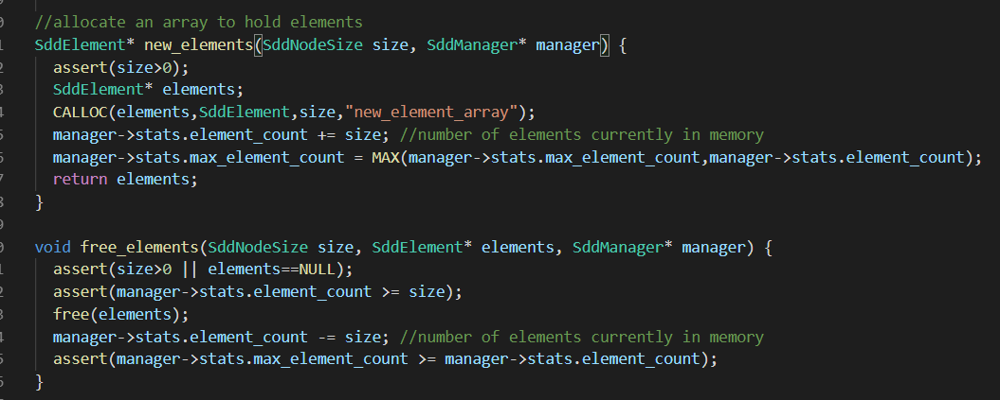 //allocate an array to hold elements
SddElement* new_elements(SddNodeSize size, SddManager* manager) {
  assert(size>0);
  SddElement* elements;
  CALLOC(elements,SddElement,size,"new_element_array");
  manager->stats.element_count += size; //number of elements currently in memory
  manager->stats.max_element_count = MAX(manager->stats.max_element_count,manager->stats.element_count);
  return elements;
}

void free_elements(SddNodeSize size, SddElement* elements, SddManager* manager) {
  assert(size>0 || elements==NULL);
  assert(manager->stats.element_count >= size);
  free(elements);
  manager->stats.element_count -= size; //number of elements currently in memory
  assert(manager->stats.max_element_count >= manager->stats.element_count);
}